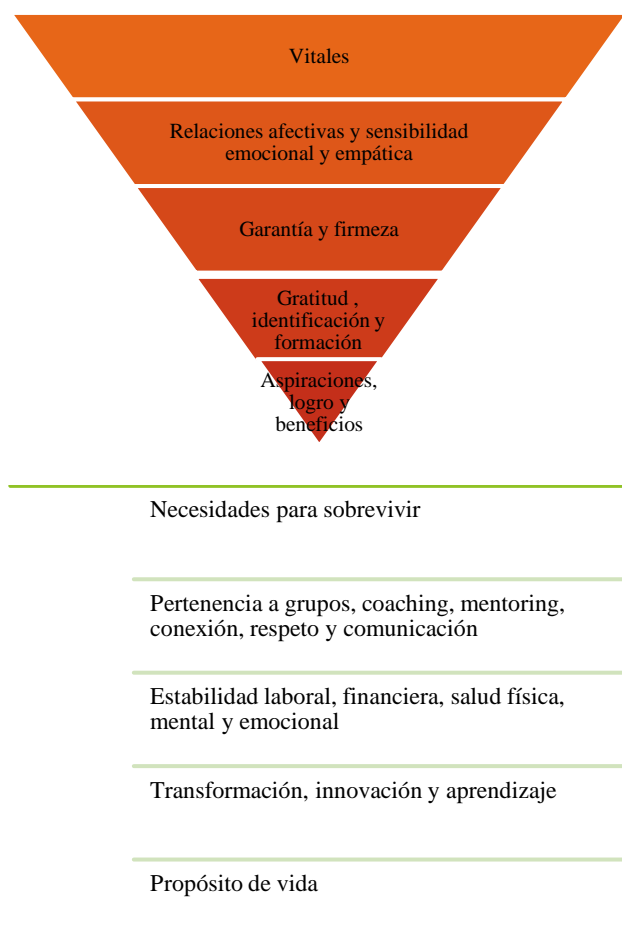 Vitales
Relaciones afectivas y sensibilidad
emocional y empática
Garantía y firmeza
Gratitud ,
identificación y
formación
Aspiraciones,
logro y
beneficios
Necesidades para sobrevivir
Pertenencia a grupos, coaching, mentoring,
conexión, respeto y comunicación
Estabilidad laboral, financiera, salud física,
mental y emocional
Transformación, innovación y aprendizaje
Propósito de vida